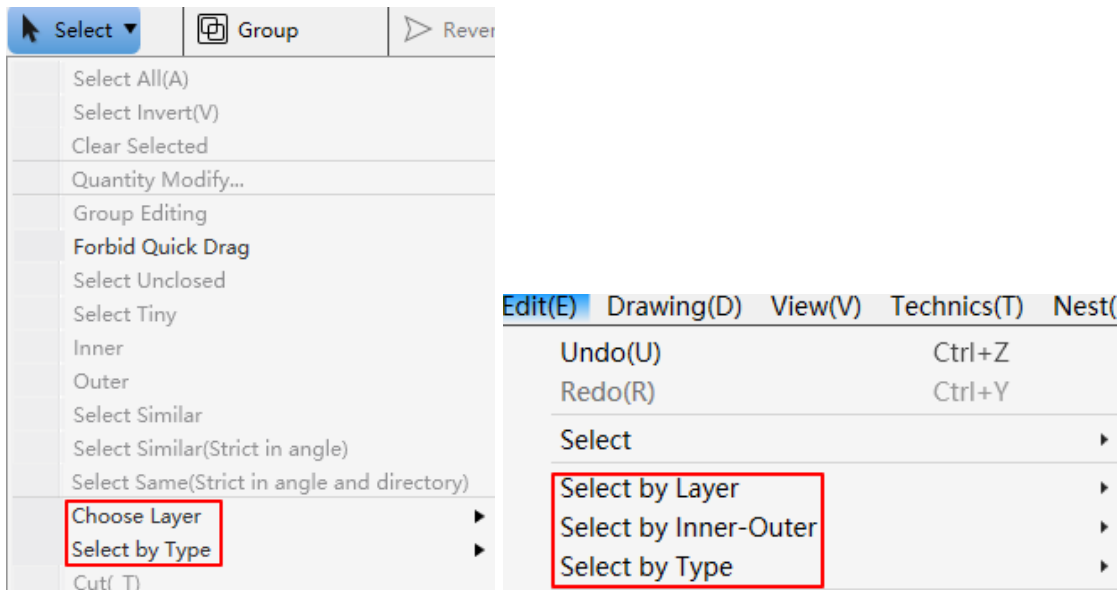 Select ▼ Group Rever
Select All(A)
Select Invert(V)
Clear Selected
Quantity Modify...
Group Editing
Forbid Quick Drag
Select Unclosed
Select Tiny
Inner
Outer
Select Similar
Select Similar(Strict in angle)
Select Same(Strict in angle and directory)
Choose Layer
Select by Type
Cut( T)
Edit(E) Drawing(D) View(V) Technics(T) Nest(
Undo(U) Ctrl+Z
Redo(R) Ctrl+Y
Select
Select by Layer
Select by Inner-Outer
Select by Type